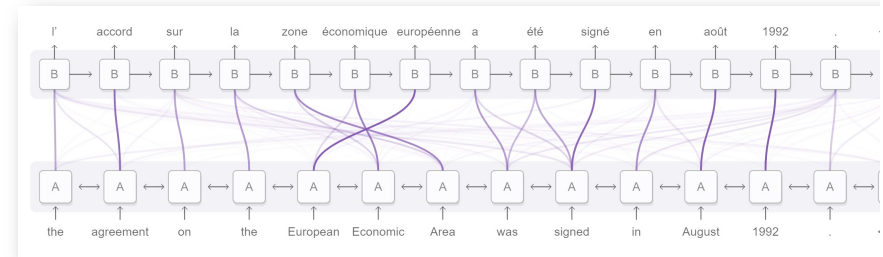 l' accord sur la zone économique européenne a été signé en août 1992 .
B B B B B B B B B B B B B B
A A A A A A A A A A A A A
the agreement on the European Economic Area was signed in August 1992 .